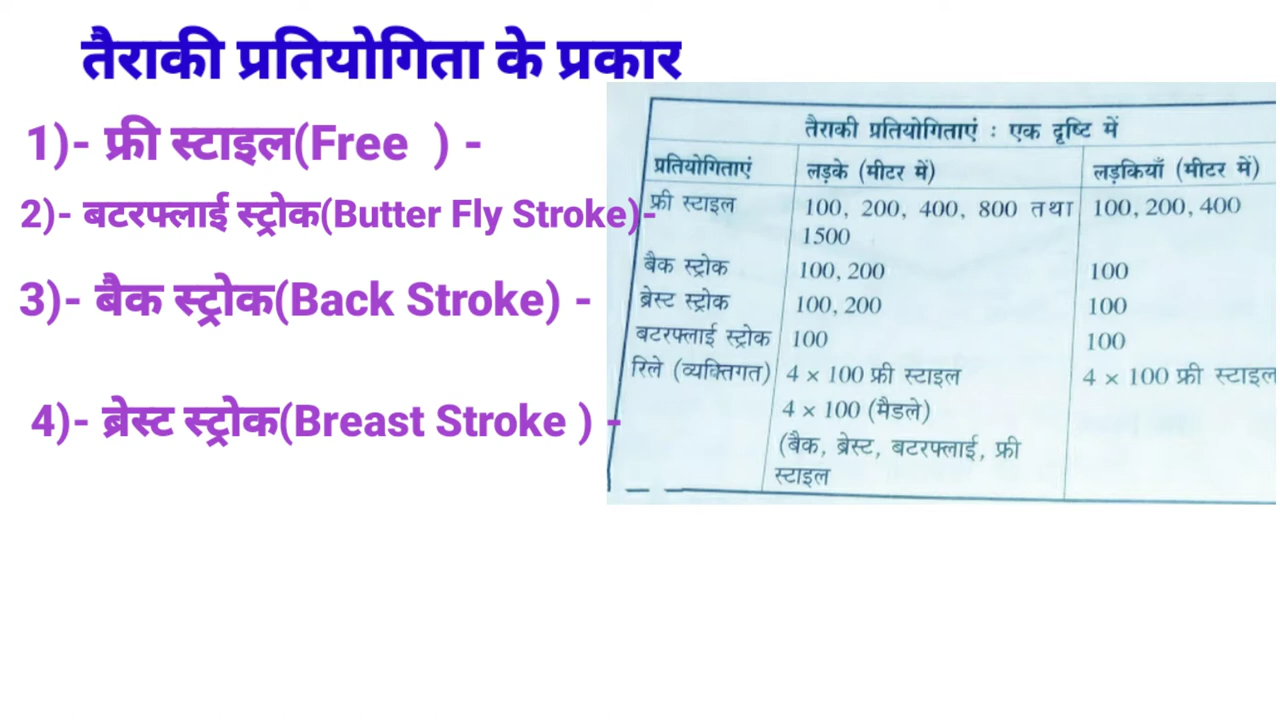 तैराकी प्रतियोगिता के प्रकार
1)- फ्री स्टाइल(Free ) -
2)- बटरफ्लाई स्ट्रोक(Butter Fly Stroke)-
3)- बैक स्ट्रोक(Back Stroke) -
4)- ब्रेस्ट स्ट्रोक(Breast Stroke ) -
तैराकी प्रतियोगिताएं : एक दृष्टि में
प्रतियोगिताएं लड़के (मीटर में) लड़कियाँ (मीटर में)
फ्री स्टाइल 100, 200, 400, 800 तथा 100, 200, 400
1500
बैक स्ट्रोक 100, 200 100
ब्रेस्ट स्ट्रोक 100, 200 100
बटरफ्लाई स्ट्रोक 100 100
रिले (व्यक्तिगत) 4 × 100 फ्री स्टाइल 4 × 100 फ्री स्टाइल
4 × 100 (मैडले)
(बैक, ब्रेस्ट, बटरफ्लाई, फ्री
स्टाइल